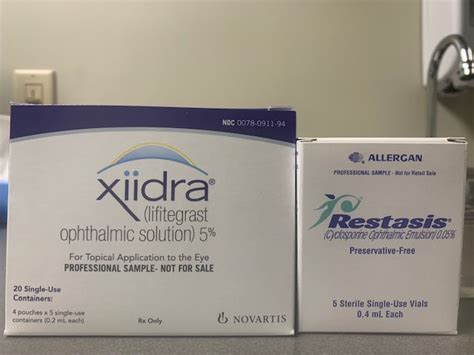 NDC 0078-0911-94
xiidra®
(lifitegrast
ophthalmic solution) 5%
For Topical Application to the Eye
PROFESSIONAL SAMPLE- NOT FOR SALE
20 Single-Use
Containers:
4 pouches x 5 single-use
containers (0.2 mL each)
Rx Only
NOVARTIS
ALLERGAN
PROFESSIONAL SAMPLE - Not for Retail Sale
Restasis®
(Cyclosporine Ophthalmic Emulsion) 0.05%
Preservative-Free
5 Sterile Single-Use Vials
0.4 mL Each